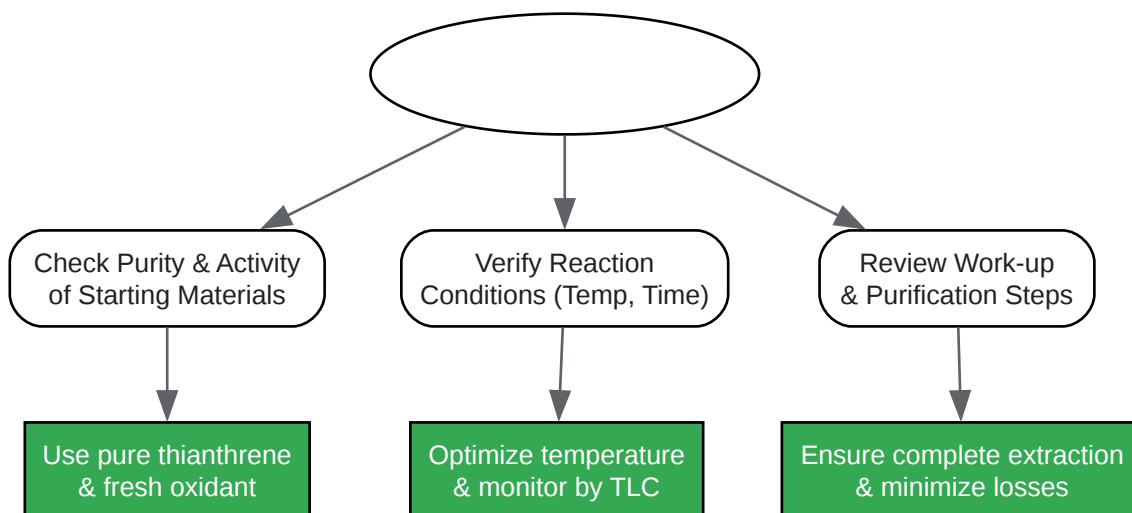 Check Purity & Activity
of Starting Materials
Verify Reaction
Conditions (Temp, Time)
Review Work-up
& Purification Steps
Use pure thianthrene
& fresh oxidant
Optimize temperature
& monitor by TLC
Ensure complete extraction
& minimize losses